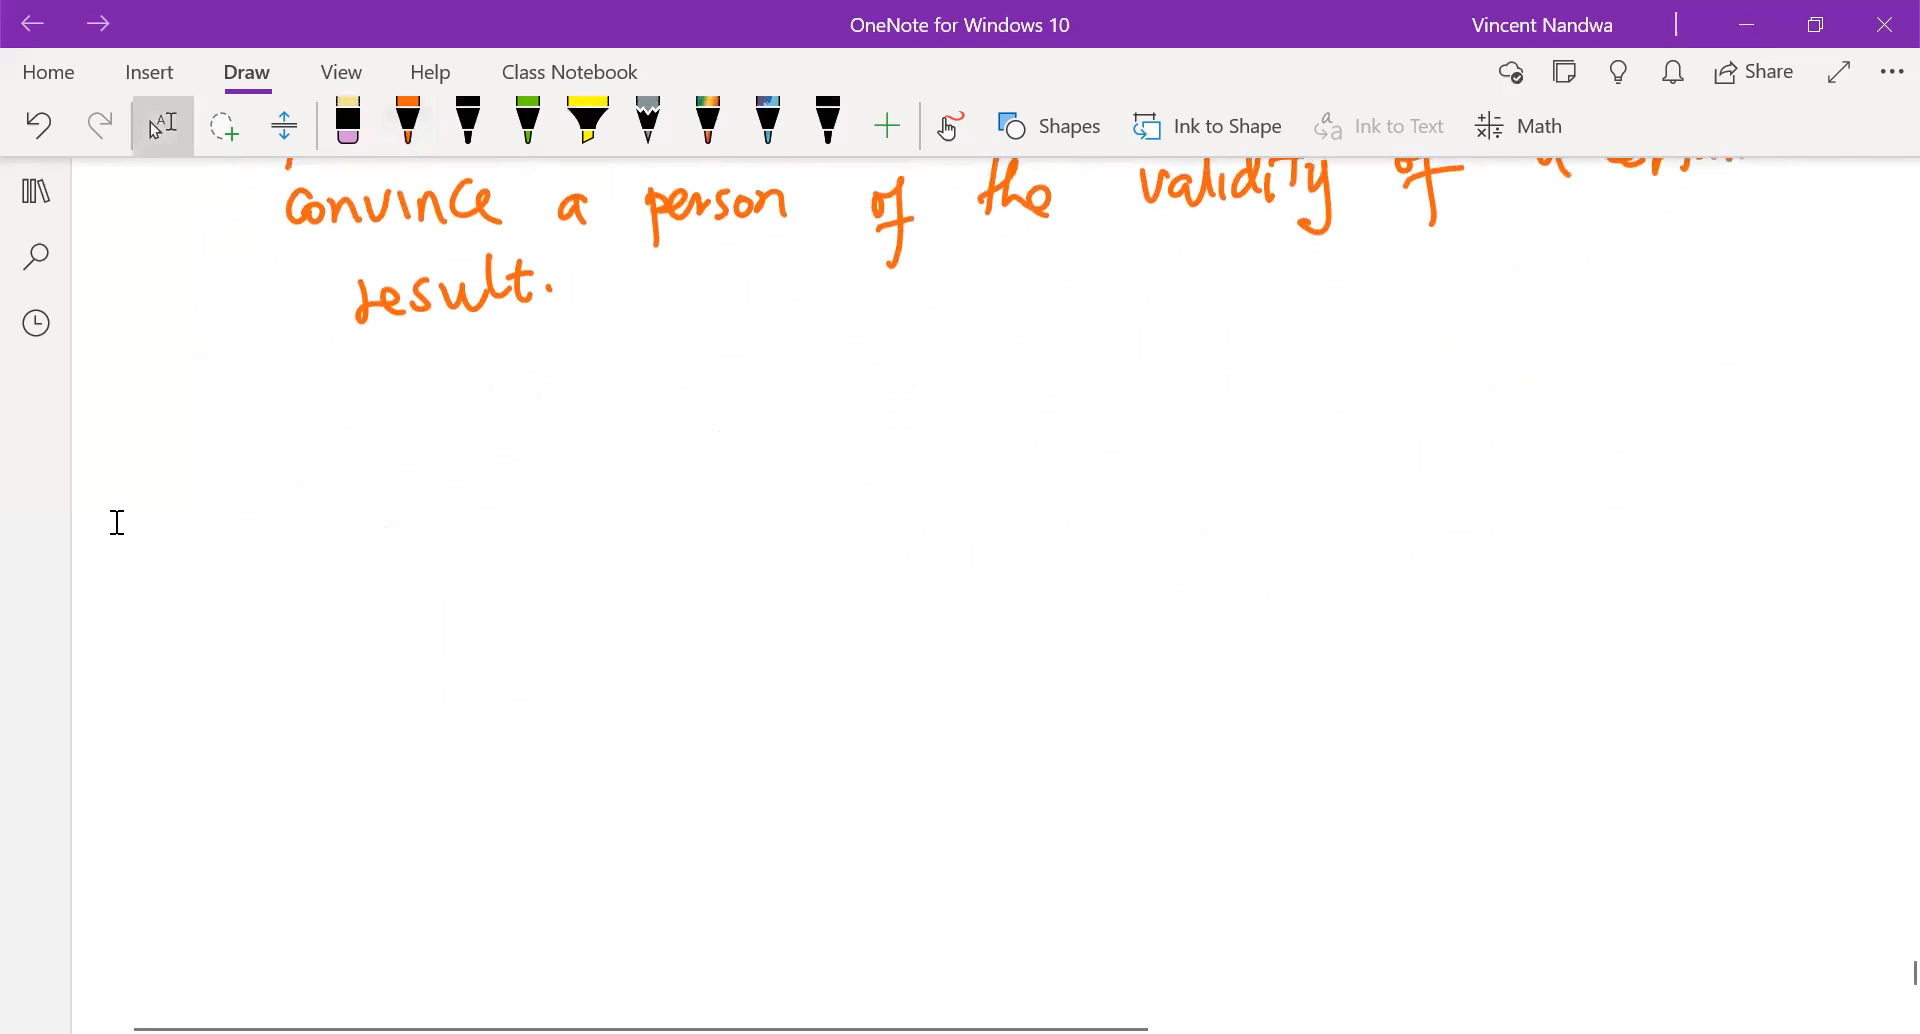 OneNote for Windows 10
Vincent Nandwa
Home Insert Draw View Help Class Notebook
Share
Shapes Ink to Shape Ink to Text Math
convince a person of the validity of a
result.